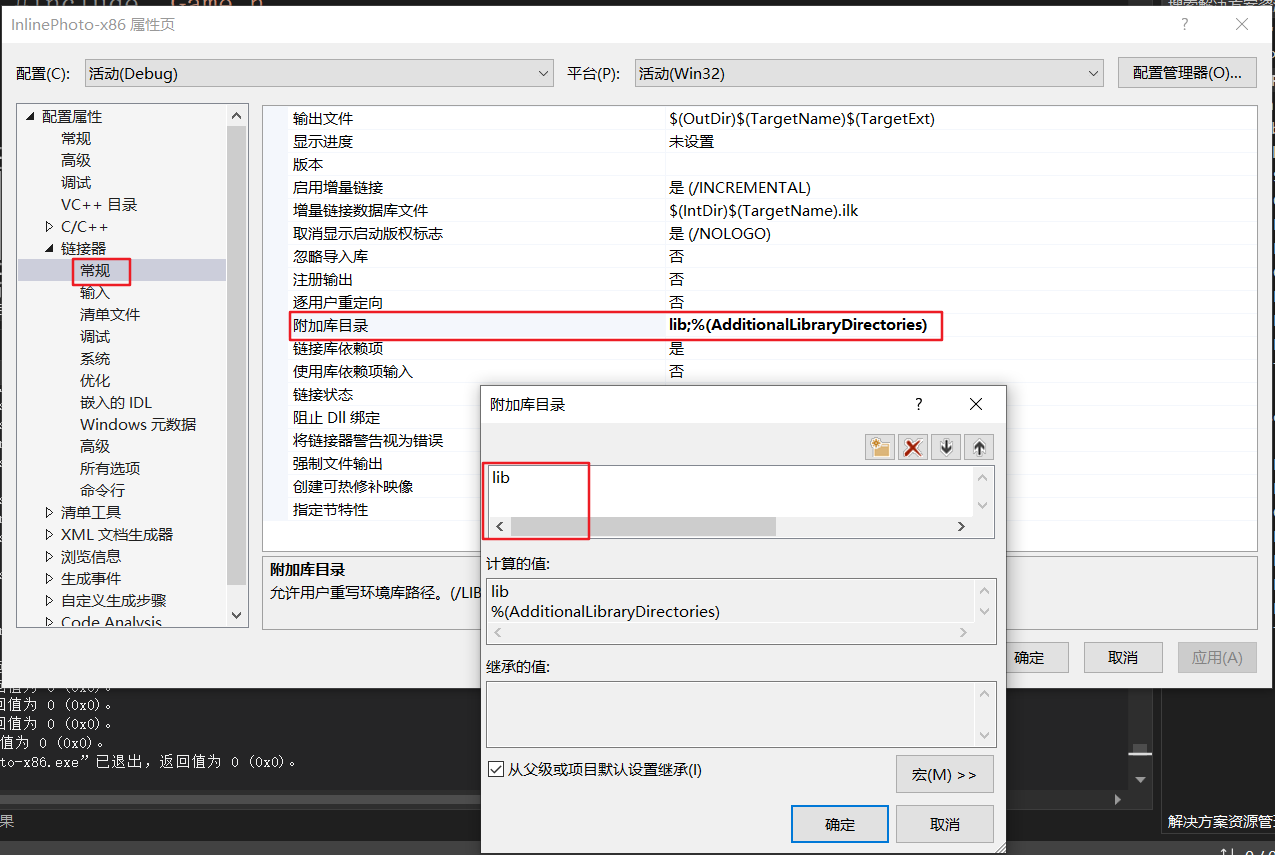 #include "Game.h
搜索解决方案资
InlinePhoto-x86 属性页
配置(C):
活动(Debug)
平台(P):
活动(Win32)
配置管理器(O)...
配置属性
常规
高级
调试
VC++ 目录
C/C++
链接器
常规
输入
清单文件
调试
系统
优化
嵌入的 IDL
Windows 元数据
高级
所有选项
命令行
清单工具
XML 文档生成器
浏览信息
生成事件
自定义生成步骤
Code Analysis
输出文件 $(OutDir)$(TargetName)$(TargetExt)
显示进度 未设置
版本
启用增量链接 是 (/INCREMENTAL)
增量链接数据库文件 $(IntDir)$(TargetName).ilk
取消显示启动版权标志 是 (/NOLOGO)
忽略导入库 否
注册输出 否
逐用户重定向 否
附加库目录 lib;%(AdditionalLibraryDirectories)
链接库依赖项 是
使用库依赖项输入 否
链接状态
阻止 Dll 绑定
将链接器警告视为错误
强制文件输出
创建可热修补映像
指定节特性
附加库目录
允许用户重写环境库路径。(/LIB
确定
取消
应用(A)
附加库目录
lib
计算的值:
lib
%(AdditionalLibraryDirectories)
继承的值:
从父级或项目默认设置继承(I)
宏(M) >>
确定
取消
回值为 0 (0x0)。
回值为 0 (0x0)。
回值为 0 (0x0)。
值为 0 (0x0)。
to-x86.exe”已退出，返回值为 0 (0x0)。
果
解决方案资源管